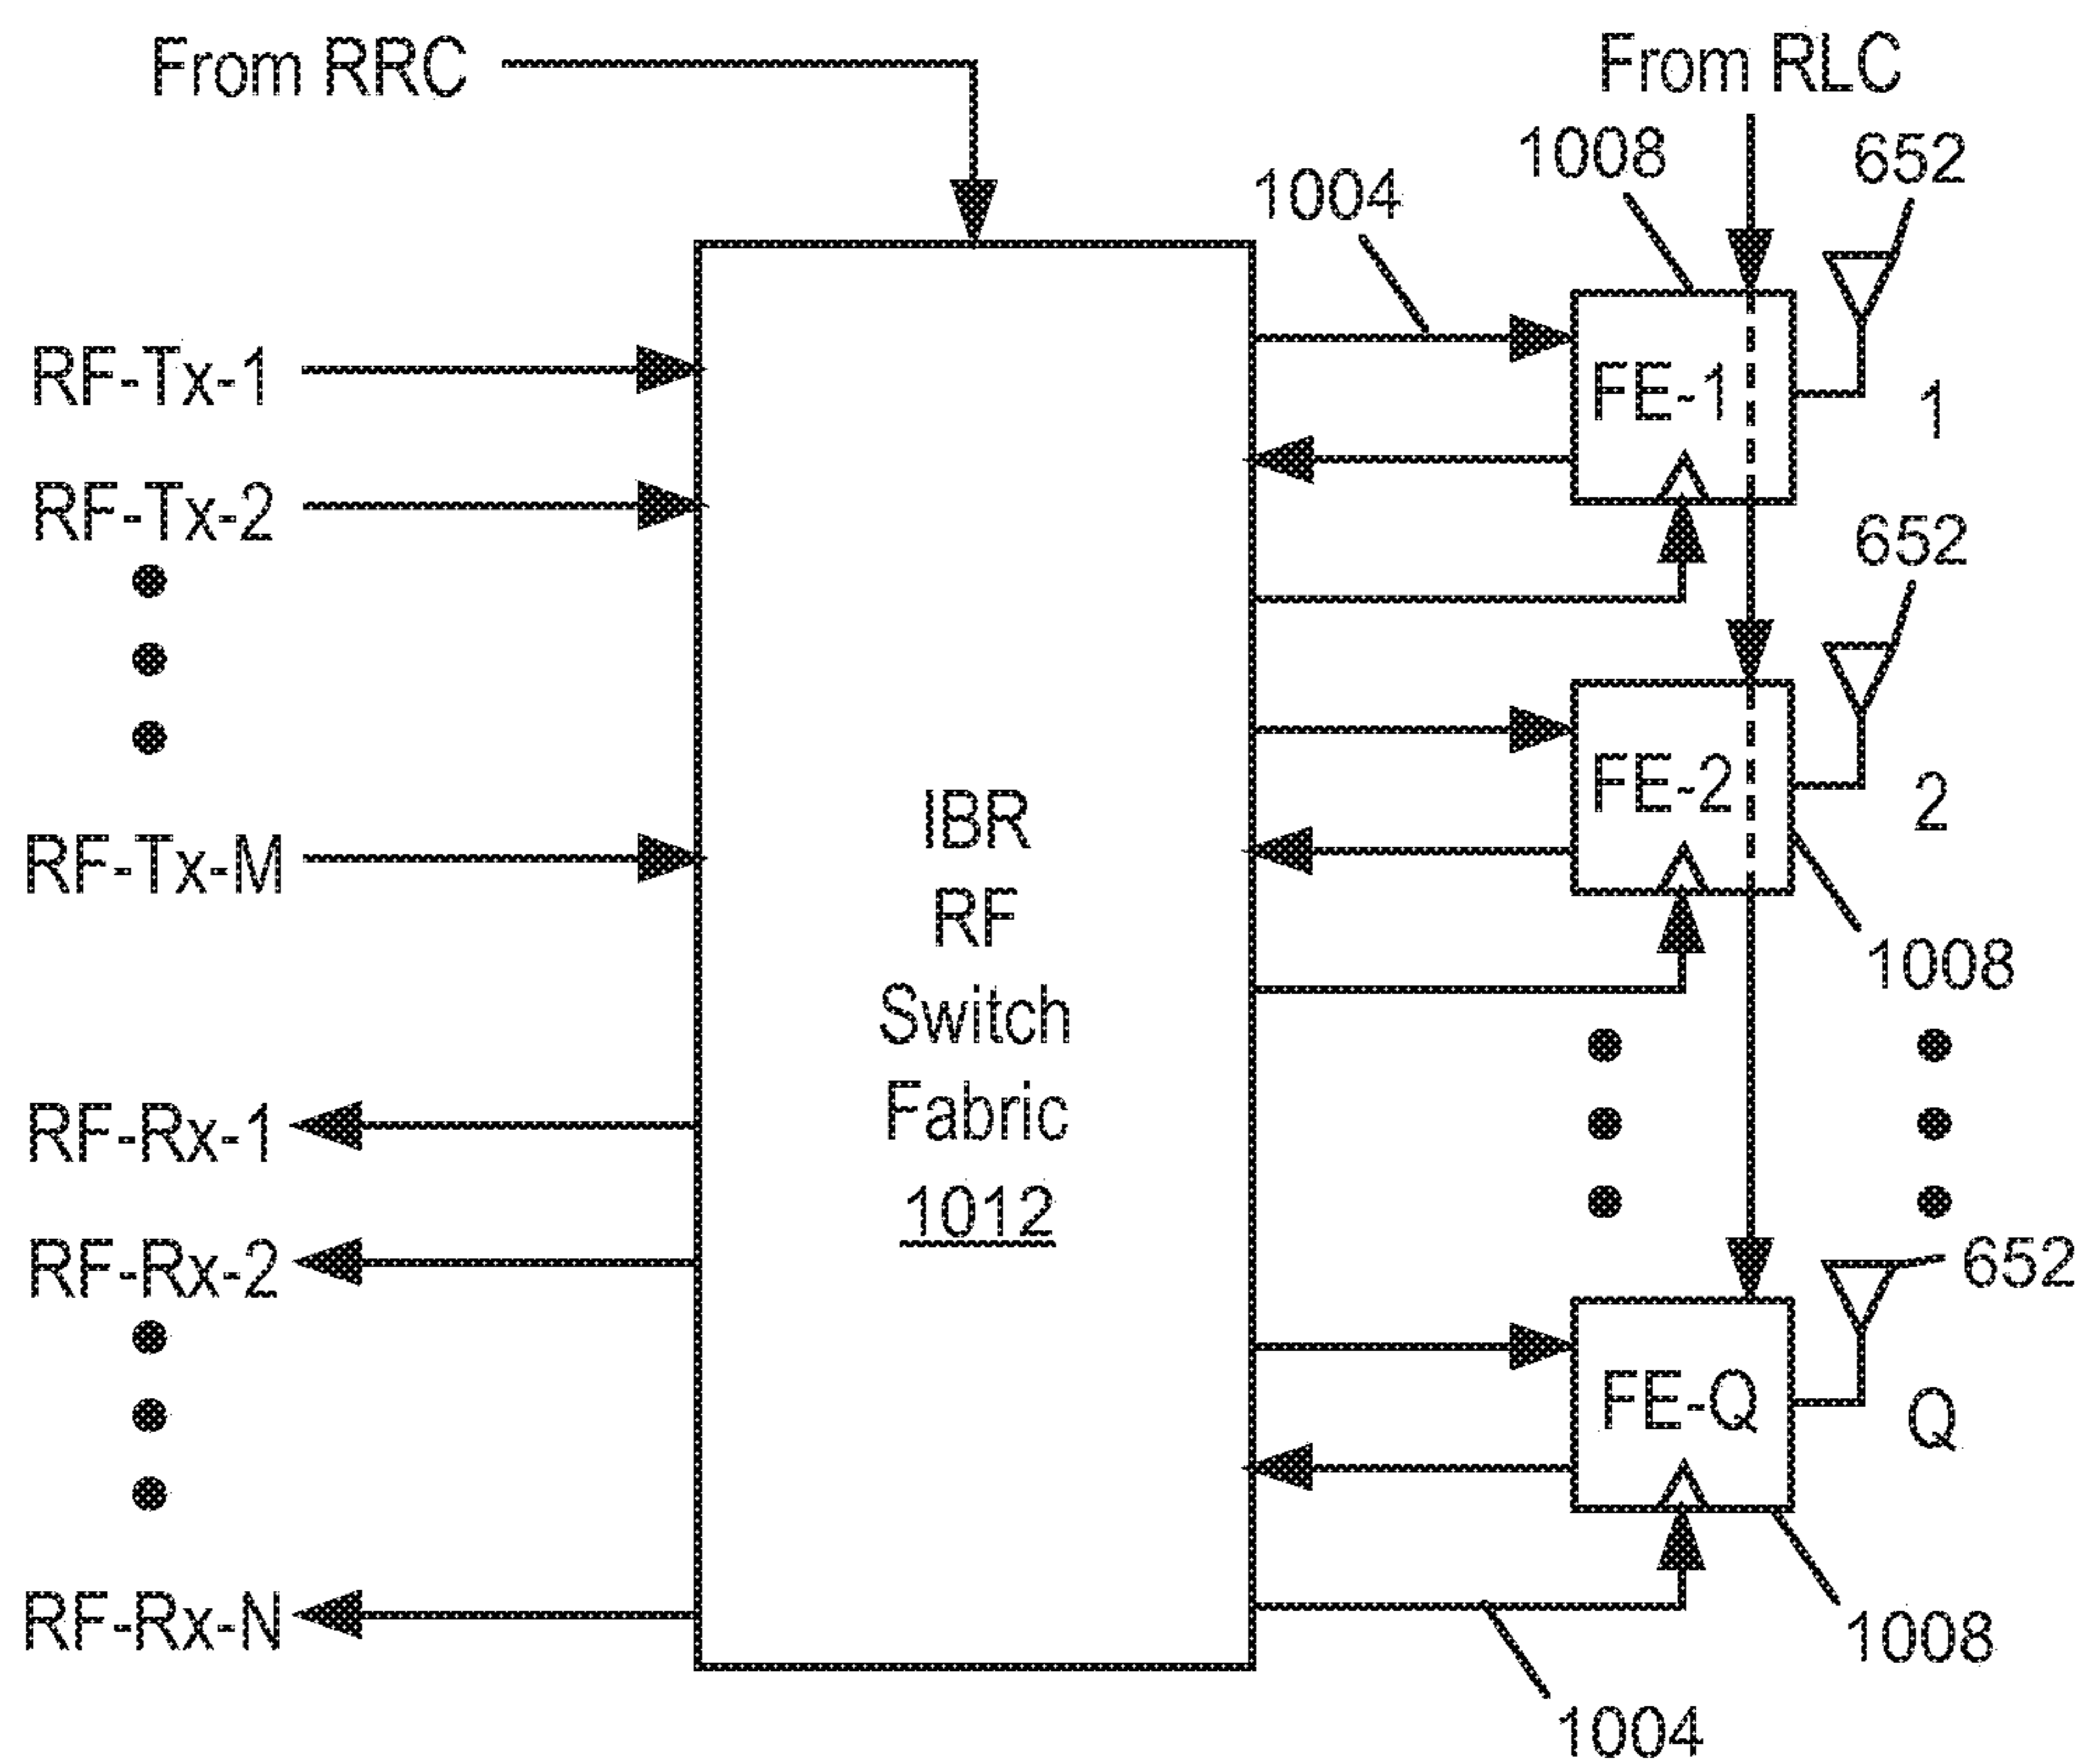 From RRC
From RLC
1008
652
1004
RF-Tx-1
FE-1
1
RF-Tx-2
652
FE-2
2
IBR
RF
Switch
Fabric
1012
RF-Tx-M
1008
RF-Rx-1
RF-Rx-2
652
FE-Q
Q
RF-Rx-N
1008
1004